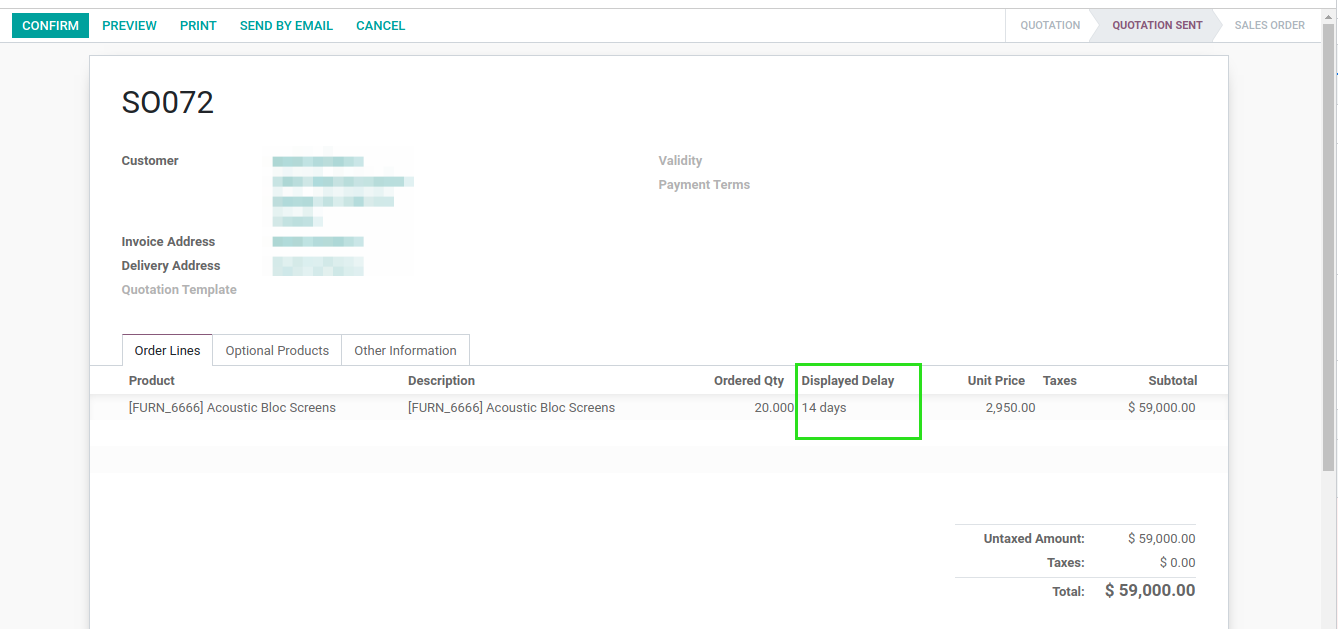 CONFIRM PREVIEW PRINT SEND BY EMAIL CANCEL QUOTATION QUOTATION SENT SALES ORDER
SO072
Customer Validity
Payment Terms
Invoice Address
Delivery Address
Quotation Template
Order Lines Optional Products Other Information
Product Description Ordered Qty Displayed Delay Unit Price Taxes Subtotal
[FURN_6666] Acoustic Bloc Screens [FURN_6666] Acoustic Bloc Screens 20.000 14 days 2,950.00 $ 59,000.00
Untaxed Amount: $ 59,000.00
Taxes: $ 0.00
Total: $ 59,000.00